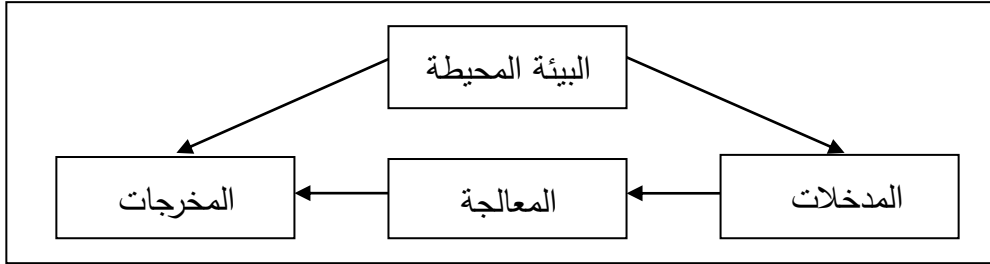 البيئة المحيطة
المدخلات
المعالجة
المخرجات